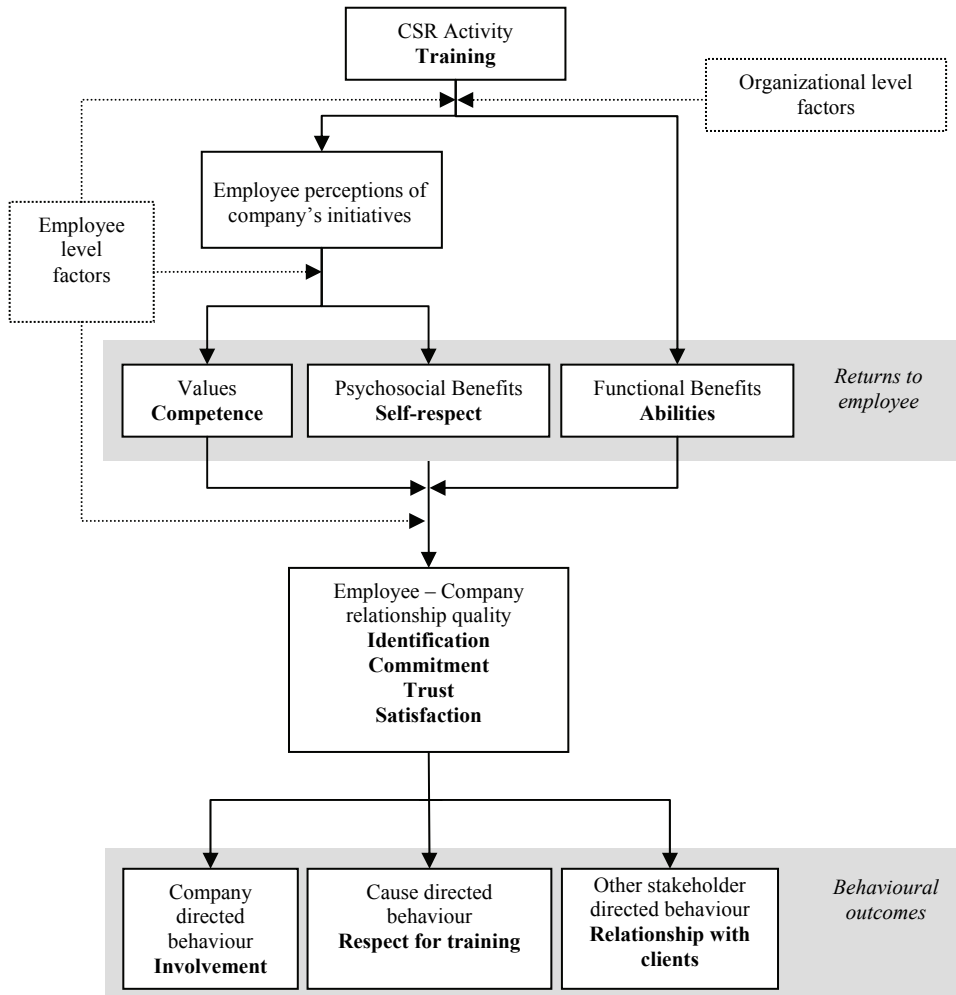 CSR Activity
Training
Organizational level
factors
Employee perceptions of
company’s initiatives
Employee
level
factors
Values
Competence
Psychosocial Benefits
Self-respect
Functional Benefits
Abilities
Returns to
employee
Employee – Company
relationship quality
Identification
Commitment
Trust
Satisfaction
Company
directed
behaviour
Involvement
Cause directed
behaviour
Respect for training
Other stakeholder
directed behaviour
Relationship with
clients
Behavioural
outcomes